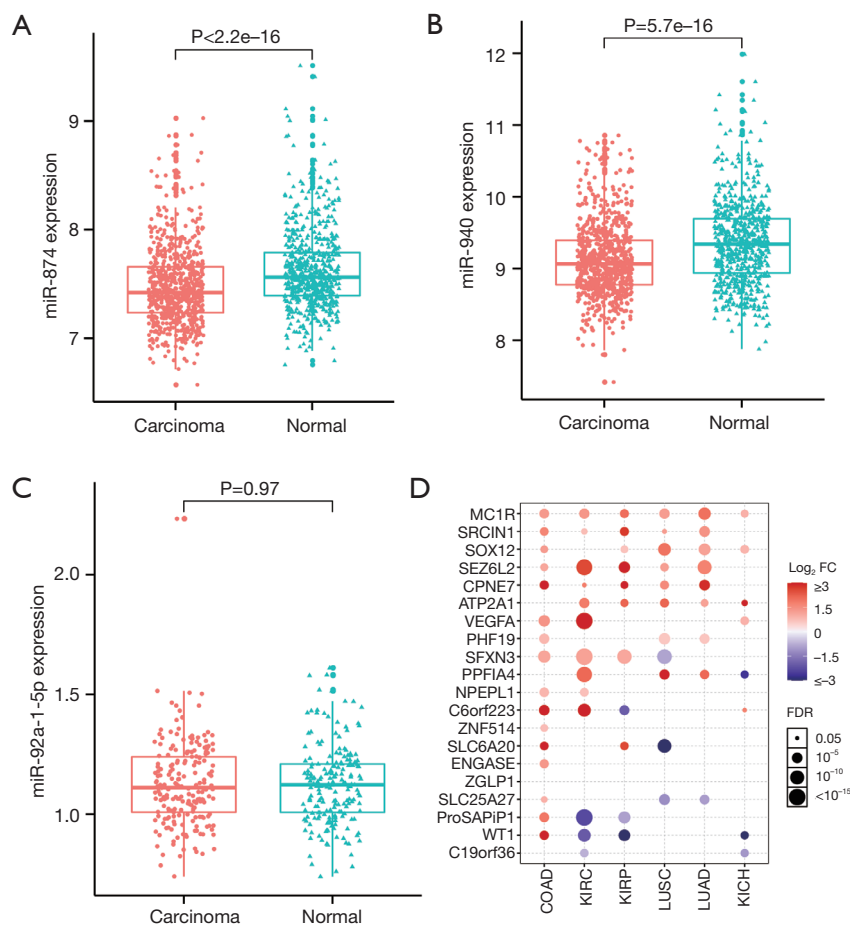 A
P<2.2e–16
miR-874 expression
9
8
7
Carcinoma Normal
B
P=5.7e–16
miR-940 expression
12
11
10
9
8
Carcinoma Normal
C
P=0.97
miR-92a-1-5p expression
2.0
1.5
1.0
Carcinoma Normal
D
MC1R
SRCIN1
SOX12
SEZ6L2
CPNE7
ATP2A1
VEGFA
PHF19
SFXN3
PPFIA4
NPEPL1
C6orf223
ZNF514
SLC6A20
ENGASE
ZGLP1
SLC25A27
ProSAPiP1
WT1
C19orf36
COAD
KIRC
KIRP
LUSC
LUAD
KICH
Log₂ FC
≥3
1.5
0
–1.5
≤–3
FDR
0.05
10⁻⁵
10⁻¹⁰
<10⁻¹⁵